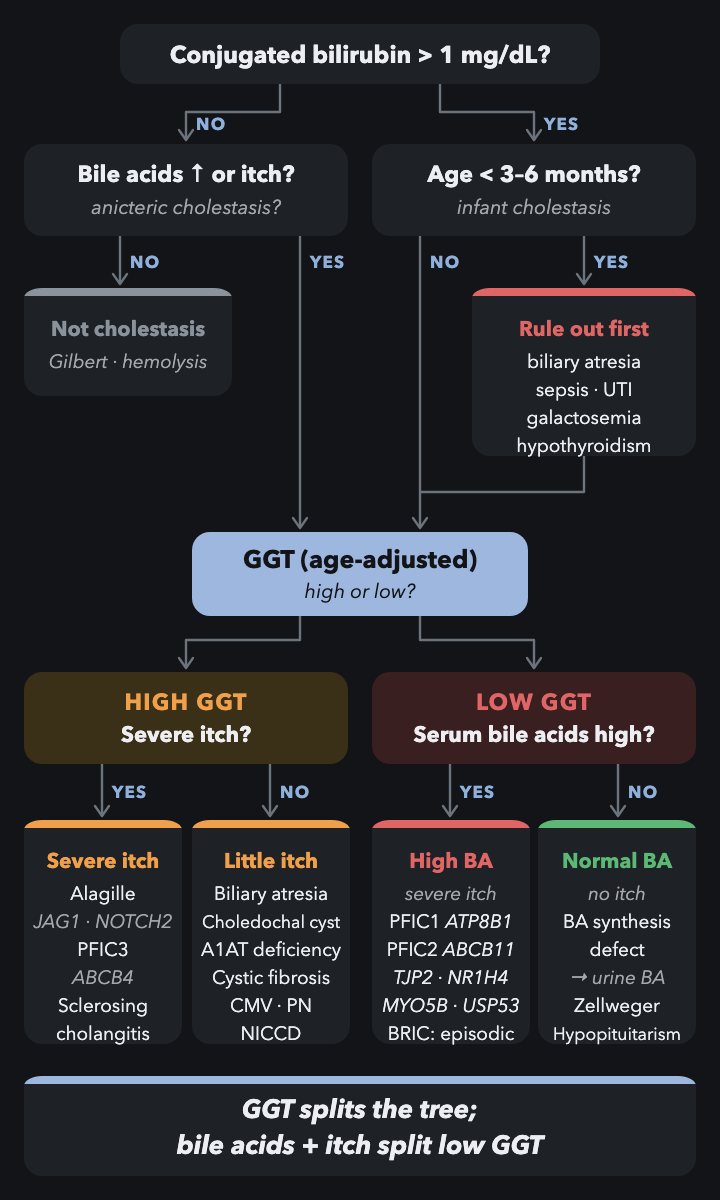 Conjugated bilirubin > 1 mg/dL?
NO
YES
Bile acids ↑ or itch?
anicteric cholestasis?
Age < 3–6 months?
infant cholestasis
NO
YES
NO
YES
Not cholestasis
Gilbert · hemolysis
Rule out first
biliary atresia
sepsis · UTI
galactosemia
hypothyroidism
GGT (age-adjusted)
high or low?
HIGH GGT
Severe itch?
LOW GGT
Serum bile acids high?
YES
NO
YES
NO
Severe itch
Alagille
JAG1 · NOTCH2
PFIC3
ABCB4
Sclerosing
cholangitis
Little itch
Biliary atresia
Choledochal cyst
A1AT deficiency
Cystic fibrosis
CMV · PN
NICCD
High BA
severe itch
PFIC1 ATP8B1
PFIC2 ABCB11
TJP2 · NR1H4
MYO5B · USP53
BRIC: episodic
Normal BA
no itch
BA synthesis
defect
→ urine BA
Zellweger
Hypopituitarism
GGT splits the tree;
bile acids + itch split low GGT